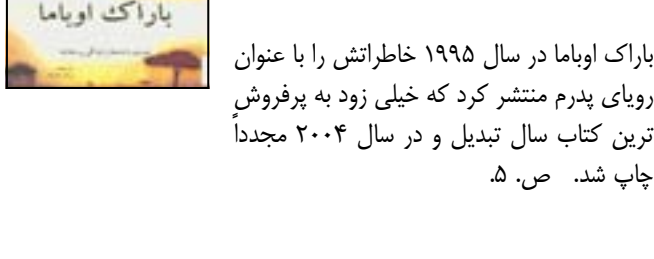 باراک اوباما
باراک اوباما در سال ۱۹۹۵ خاطراتش را با عنوان
رویای پدرم منتشر کرد که خیلی زود به پرفروش
ترین کتاب سال تبدیل و در سال ۲۰۰۴ مجدداً
چاپ شد. ص. ۵.